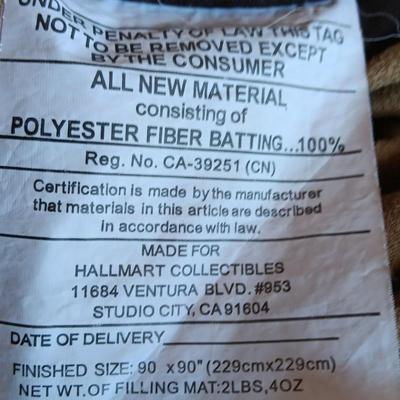 UNDER PENALTY OF LAW THIS TAG
NOT TO BE REMOVED EXCEPT
BY THE CONSUMER
ALL NEW MATERIAL
consisting of
POLYESTER FIBER BATTING...100%
Reg. No. CA-39251 (CN)
Certification is made by the manufacturer
that materials in this article are described
in accordance with law.
MADE FOR
HALLMART COLLECTIBLES
11684 VENTURA BLVD. #953
STUDIO CITY, CA 91604
DATE OF DELIVERY
FINISHED SIZE: 90 x90" (229cmx229cm)
NET WT.OF FILLING MAT:2LBS,4OZ